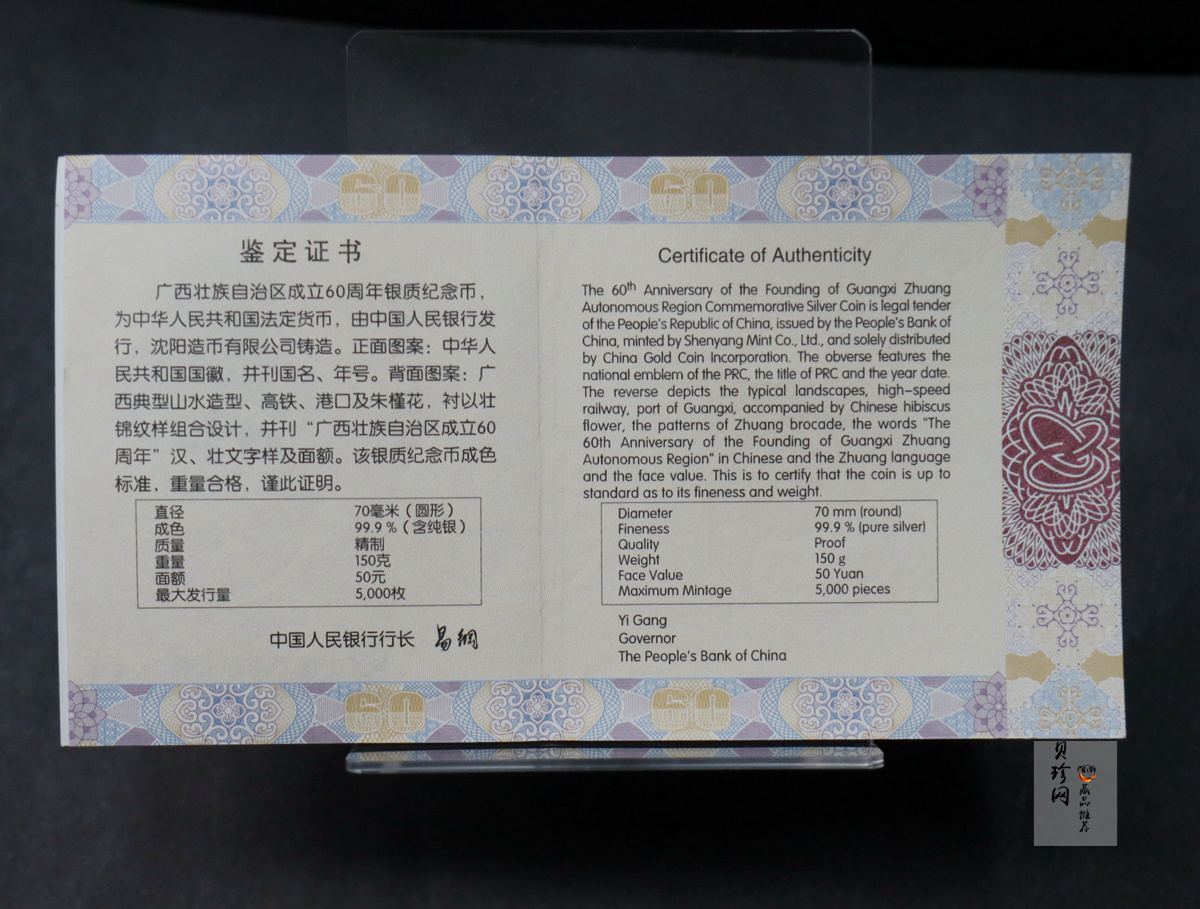 60
60
鉴定证书
广西壮族自治区成立60周年银质纪念币，
为中华人民共和国法定货币，由中国人民银行发
行，沈阳造币有限公司铸造。正面图案：中华人
民共和国国徽，并刊国名、年号。背面图案：广
西典型山水造型、高铁、港口及朱槿花，衬以壮
锦纹样组合设计，并刊“广西壮族自治区成立60
周年”汉、壮文字样及面额。该银质纪念币成色
标准，重量合格，谨此证明。
直径 70毫米（圆形）
成色 99.9％（含纯银）
质量 精制
重量 150克
面额 50元
最大发行量 5,000枚
中国人民银行行长 易纲
Certificate of Authenticity
The 60th Anniversary of the Founding of Guangxi Zhuang
Autonomous Region Commemorative Silver Coin is legal tender
of the People's Republic of China, issued by the People's Bank of
China, minted by Shenyang Mint Co., Ltd., and solely distributed
by China Gold Coin Incorporation. The obverse features the
national emblem of the PRC, the title of PRC and the year date.
The reverse depicts the typical landscapes, high-speed
railway, port of Guangxi, accompanied by Chinese hibiscus
flower, the patterns of Zhuang brocade, the words "The
60th Anniversary of the Founding of Guangxi Zhuang
Autonomous Region" in Chinese and the Zhuang language
and the face value. This is to certify that the coin is up to
standard as to its fineness and weight.
Diameter 70 mm (round)
Fineness 99.9 % (pure silver)
Quality Proof
Weight 150 g
Face Value 50 Yuan
Maximum Mintage 5,000 pieces
Yi Gang
Governor
The People's Bank of China
60
60
贝珍网
藏品推荐